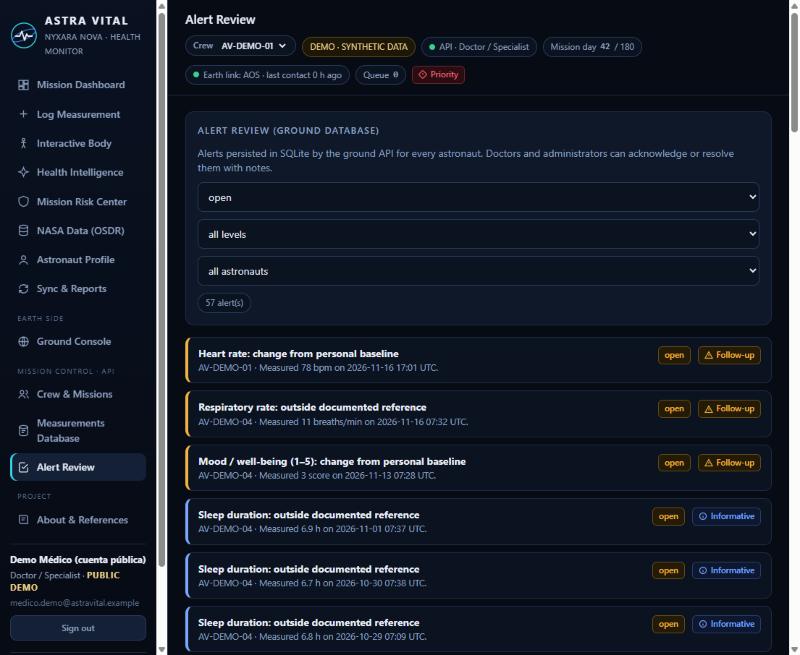 ASTRA VITAL
NYXARA NOVA · HEALTH
MONITOR
Mission Dashboard
Log Measurement
Interactive Body
Health Intelligence
Mission Risk Center
NASA Data (OSDR)
Astronaut Profile
Sync & Reports
EARTH SIDE
Ground Console
MISSION CONTROL · API
Crew & Missions
Measurements
Database
Alert Review
PROJECT
About & References
Demo Médico (cuenta pública)
Doctor / Specialist · PUBLIC
DEMO
medico.demo@astravital.example
Sign out
Alert Review
Crew AV-DEMO-01
DEMO · SYNTHETIC DATA
API · Doctor / Specialist
Mission day 42 / 180
Earth link: AOS · last contact 0 h ago
Queue 0
Priority
ALERT REVIEW (GROUND DATABASE)
Alerts persisted in SQLite by the ground API for every astronaut. Doctors and administrators can acknowledge or resolve
them with notes.
open
all levels
all astronauts
57 alert(s)
Heart rate: change from personal baseline
open Follow-up
AV-DEMO-01 · Measured 78 bpm on 2026-11-16 17:01 UTC.
Respiratory rate: outside documented reference
open Follow-up
AV-DEMO-04 · Measured 11 breaths/min on 2026-11-16 07:32 UTC.
Mood / well-being (1–5): change from personal baseline
open Follow-up
AV-DEMO-04 · Measured 3 score on 2026-11-13 07:28 UTC.
Sleep duration: outside documented reference
open Informative
AV-DEMO-04 · Measured 6.9 h on 2026-11-01 07:37 UTC.
Sleep duration: outside documented reference
open Informative
AV-DEMO-04 · Measured 6.7 h on 2026-10-30 07:38 UTC.
Sleep duration: outside documented reference
open Informative
AV-DEMO-04 · Measured 6.8 h on 2026-10-29 07:09 UTC.